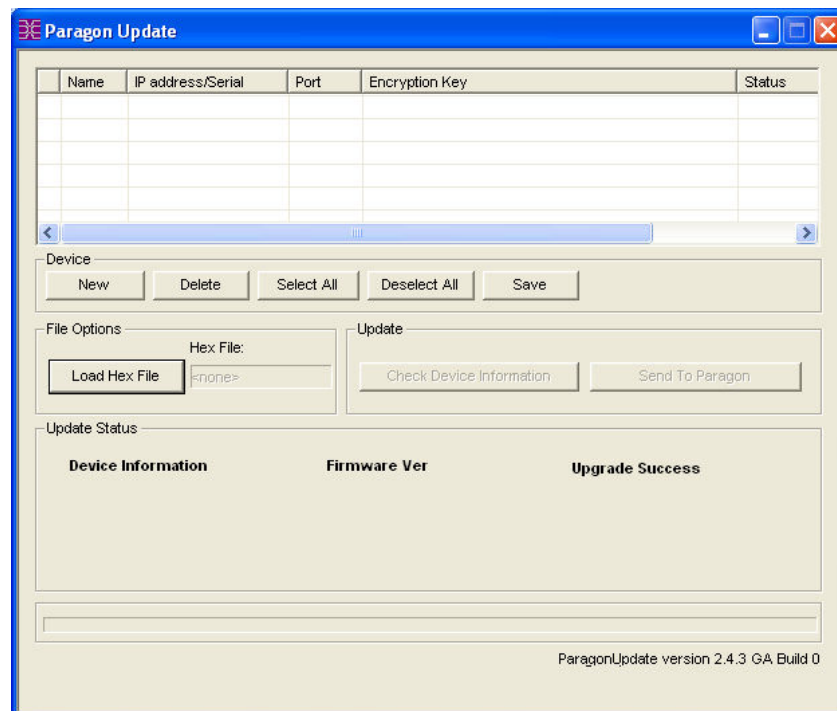 Paragon Update
Name IP address/Serial Port Encryption Key Status
Device
New Delete Select All Deselect All Save
File Options Update
Hex File:
Load Hex File <none> Check Device Information Send To Paragon
Update Status
Device Information Firmware Ver Upgrade Success
ParagonUpdate version 2.4.3 GA Build 0